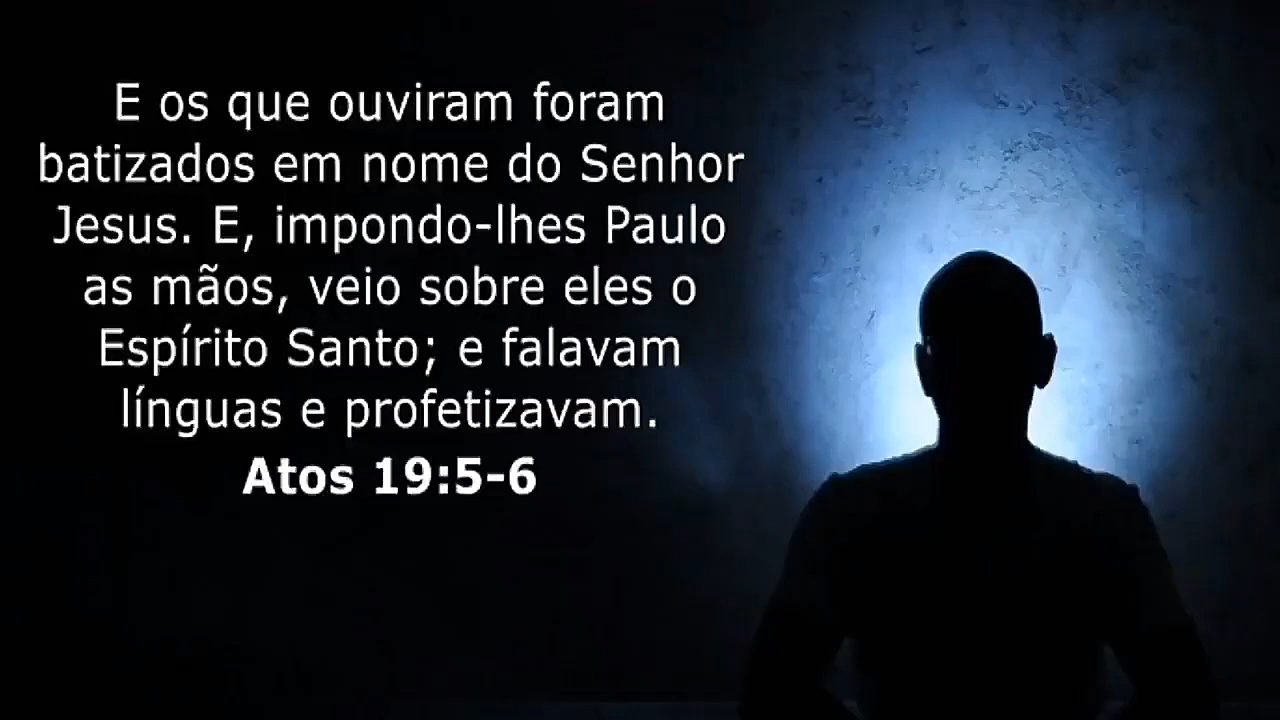 E os que ouviram foram
batizados em nome do Senhor
Jesus. E, impondo-lhes Paulo
as mãos, veio sobre eles o
Espírito Santo; e falavam
línguas e profetizavam.
Atos 19:5-6